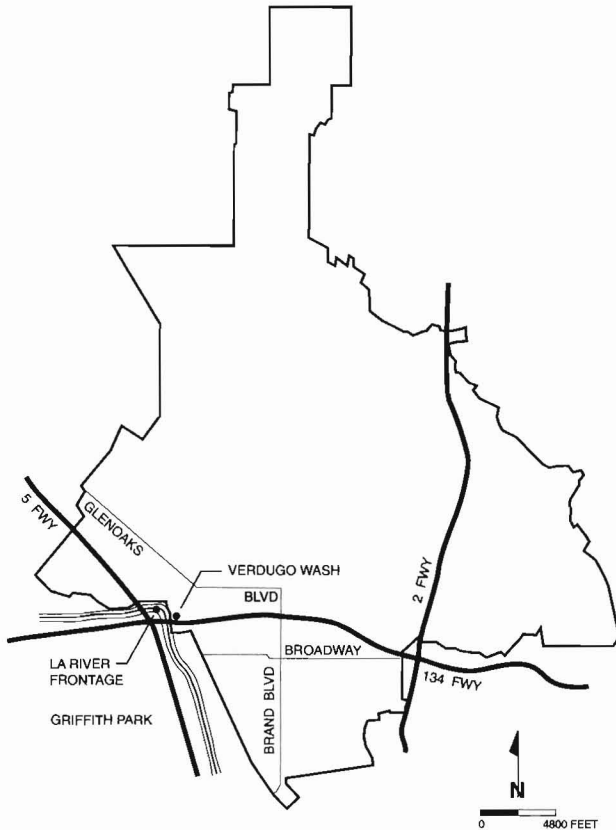 5 FWY
GLENOAKS
BLVD
VERDUGO WASH
2 FWY
BROADWAY
LA RIVER
FRONTAGE
134 FWY
GRIFFITH PARK
BRAND BLVD
N
0 4800 FEET